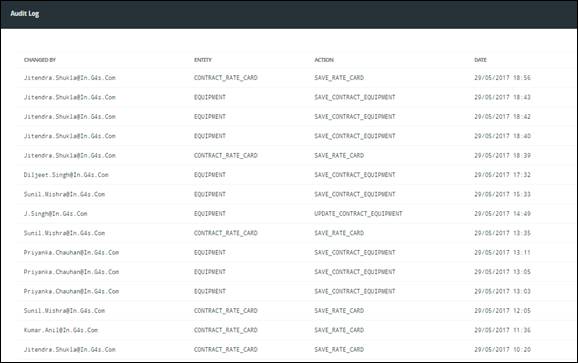 Audit Log
CHANGED BY ENTITY ACTION DATE
Jitendra.Shukla@In.G4s.Com CONTRACT_RATE_CARD SAVE_RATE_CARD 29/05/2017 18:56
Jitendra.Shukla@In.G4s.Com EQUIPMENT SAVE_CONTRACT_EQUIPMENT 29/05/2017 18:43
Jitendra.Shukla@In.G4s.Com EQUIPMENT SAVE_CONTRACT_EQUIPMENT 29/05/2017 18:42
Jitendra.Shukla@In.G4s.Com EQUIPMENT SAVE_CONTRACT_EQUIPMENT 29/05/2017 18:40
Jitendra.Shukla@In.G4s.Com CONTRACT_RATE_CARD SAVE_RATE_CARD 29/05/2017 18:39
Diljeet.Singh@In.G4s.Com EQUIPMENT SAVE_CONTRACT_EQUIPMENT 29/05/2017 17:32
Sunil.Mishra@In.G4s.Com EQUIPMENT SAVE_CONTRACT_EQUIPMENT 29/05/2017 15:33
J.Singh@In.G4s.Com EQUIPMENT UPDATE_CONTRACT_EQUIPMENT 29/05/2017 14:49
Sunil.Mishra@In.G4s.Com CONTRACT_RATE_CARD SAVE_RATE_CARD 29/05/2017 13:35
Priyanka.Chauhan@In.G4s.Com EQUIPMENT SAVE_CONTRACT_EQUIPMENT 29/05/2017 13:11
Priyanka.Chauhan@In.G4s.Com EQUIPMENT SAVE_CONTRACT_EQUIPMENT 29/05/2017 13:05
Priyanka.Chauhan@In.G4s.Com EQUIPMENT SAVE_CONTRACT_EQUIPMENT 29/05/2017 13:03
Sunil.Mishra@In.G4s.Com CONTRACT_RATE_CARD SAVE_RATE_CARD 29/05/2017 12:05
Kumar.Anil@In.G4s.Com CONTRACT_RATE_CARD SAVE_RATE_CARD 29/05/2017 11:36
Jitendra.Shukla@In.G4s.Com CONTRACT_RATE_CARD SAVE_RATE_CARD 29/05/2017 10:20